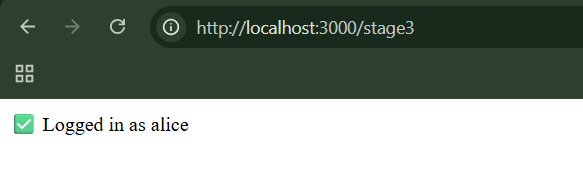 http://localhost:3000/stage3
✅ Logged in as alice